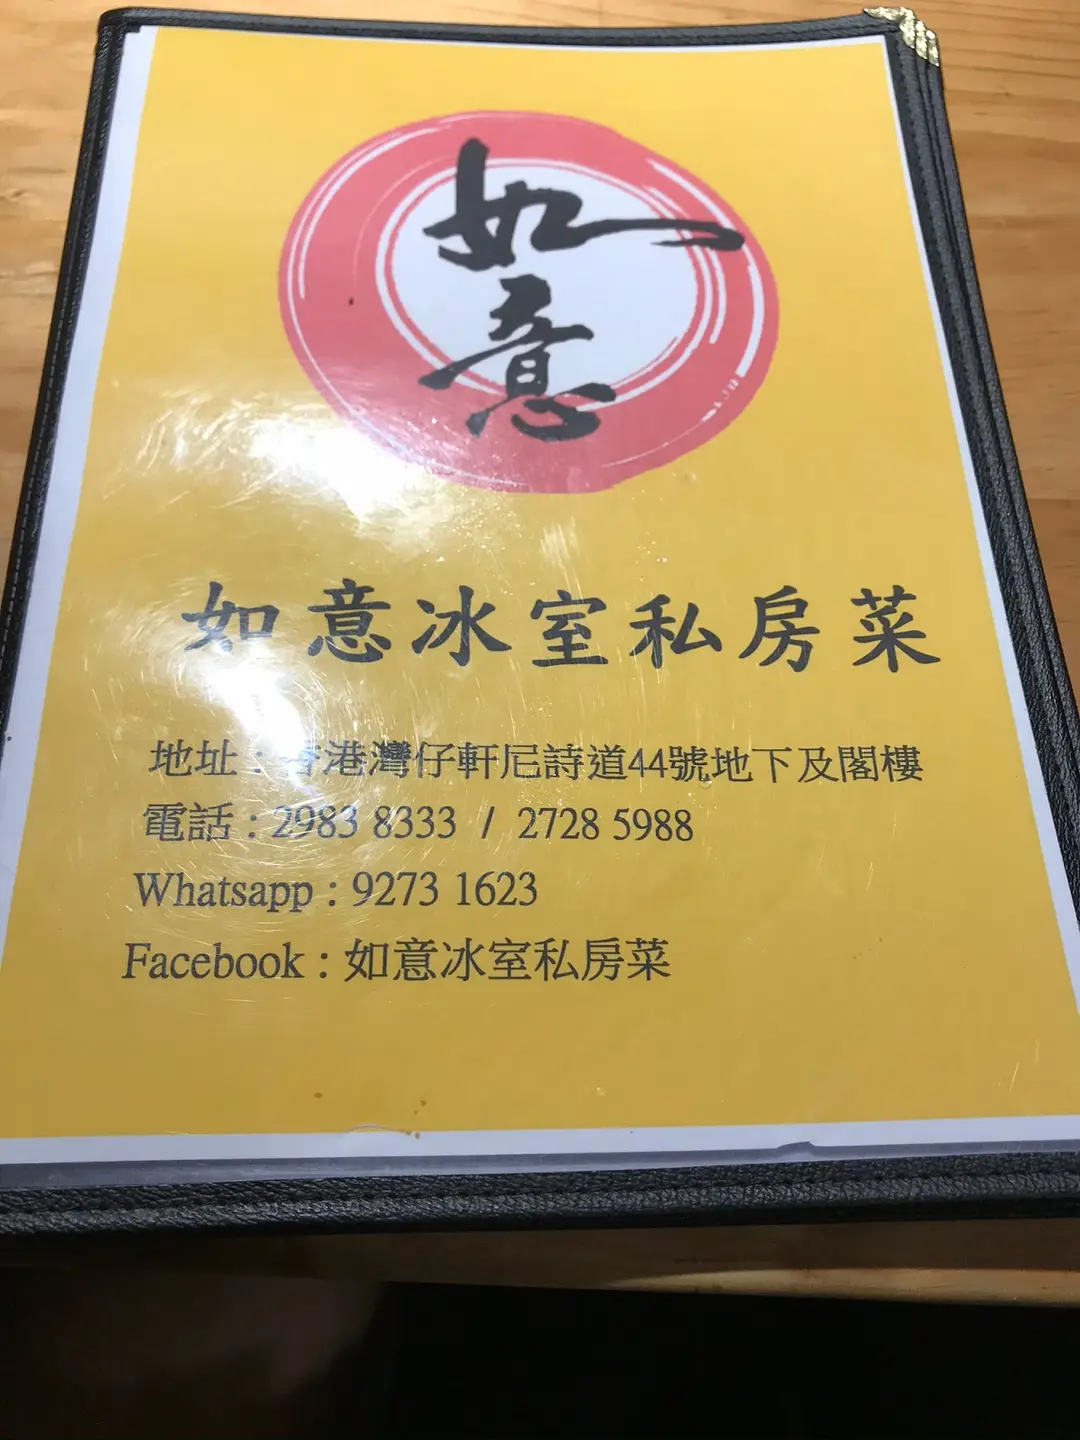 如
意
如意冰室私房菜
地址 : 香港灣仔軒尼詩道44號地下及閣樓
電話 : 2983 8333 / 2728 5988
Whatsapp : 9273 1623
Facebook : 如意冰室私房菜